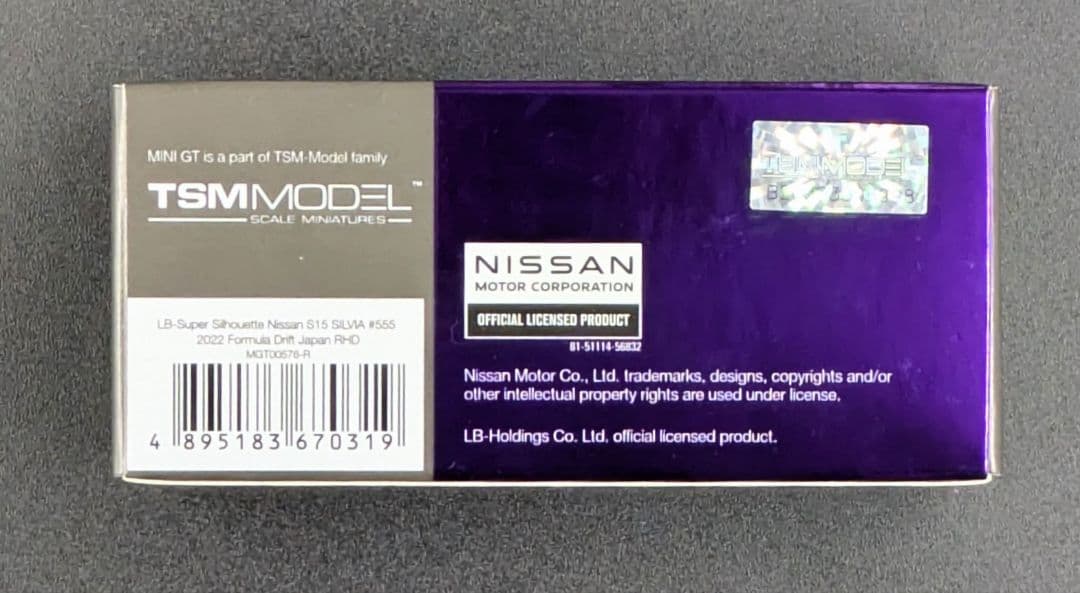 MINI GT is a part of TSM-Model family
TSMMODEL™
SCALE MINIATURES
LB-Super Silhouette Nissan S15 SILVIA #555
2022 Formula Drift Japan RHD
MGT00576-R
4 895183 670319
TSMMODEL
NISSAN
MOTOR CORPORATION
OFFICIAL LICENSED PRODUCT
61-51114-56832
Nissan Motor Co., Ltd. trademarks, designs, copyrights and/or
other intellectual property rights are used under license.
LB-Holdings Co. Ltd. official licensed product.